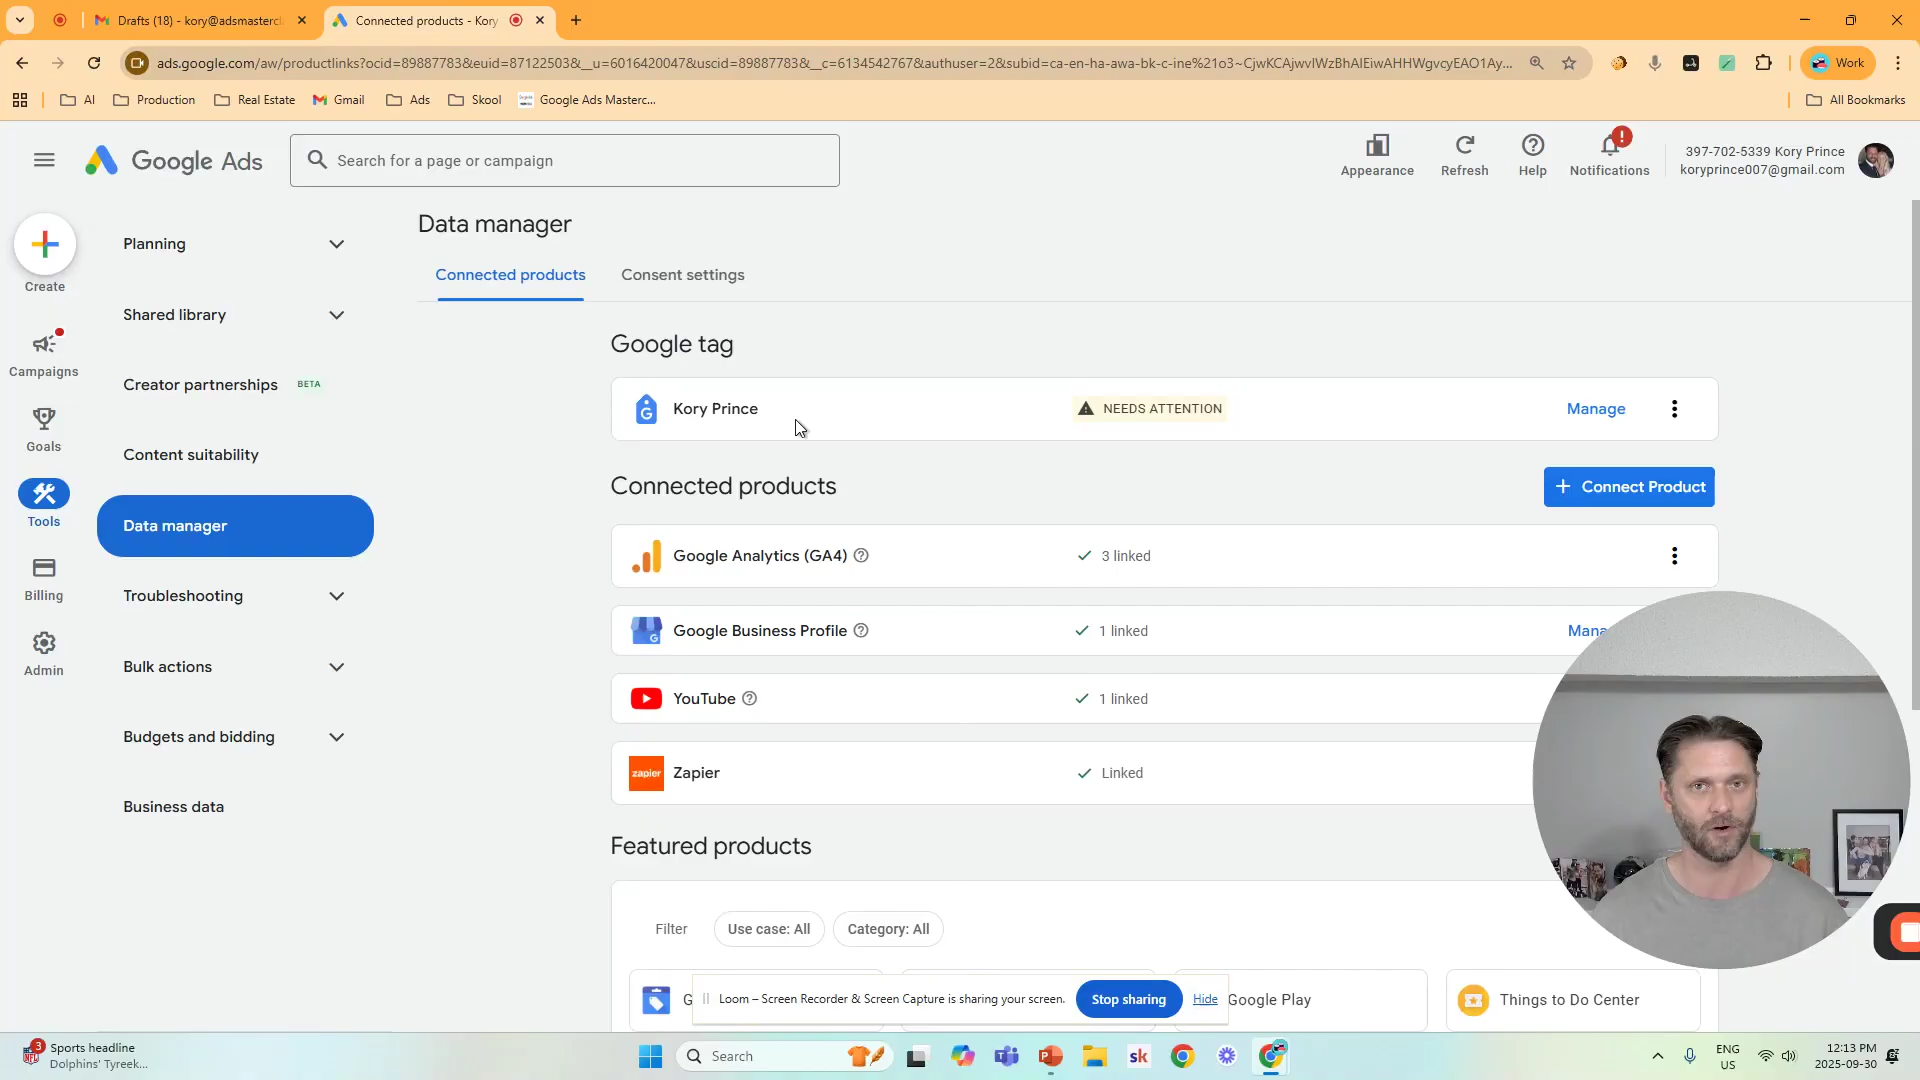 Drafts (18) - kory@adsmastercl
Connected products - Kory
ads.google.com/aw/productlinks?ocid=89887783&euid=87122503&__u=6016420047&uscid=89887783&__c=6134542767&authuser=2&subid=ca-en-ha-awa-bk-c-ine%21o3~CjwKCAjwvIWzBhAlEiwAHHWgvcyEAO1Ay...
Work
AI
Production
Real Estate
Gmail
Ads
Skool
Google Ads Masterc...
All Bookmarks
Google Ads
Search for a page or campaign
Appearance
Refresh
Help
Notifications
397-702-5339 Kory Prince
koryprince007@gmail.com
Create
Campaigns
Goals
Tools
Billing
Admin
Planning
Shared library
Creator partnerships BETA
Content suitability
Data manager
Troubleshooting
Bulk actions
Budgets and bidding
Business data
Data manager
Connected products
Consent settings
Google tag
Kory Prince
NEEDS ATTENTION
Manage
Connected products
+ Connect Product
Google Analytics (GA4)
3 linked
Google Business Profile
1 linked
Mana
YouTube
1 linked
zapier
Zapier
Linked
Featured products
Filter
Use case: All
Category: All
G
Loom – Screen Recorder & Screen Capture is sharing your screen.
Stop sharing
Hide
Google Play
Things to Do Center
3
Sports headline
Dolphins' Tyreek...
Search
sk
ENG
US
12:13 PM
2025-09-30